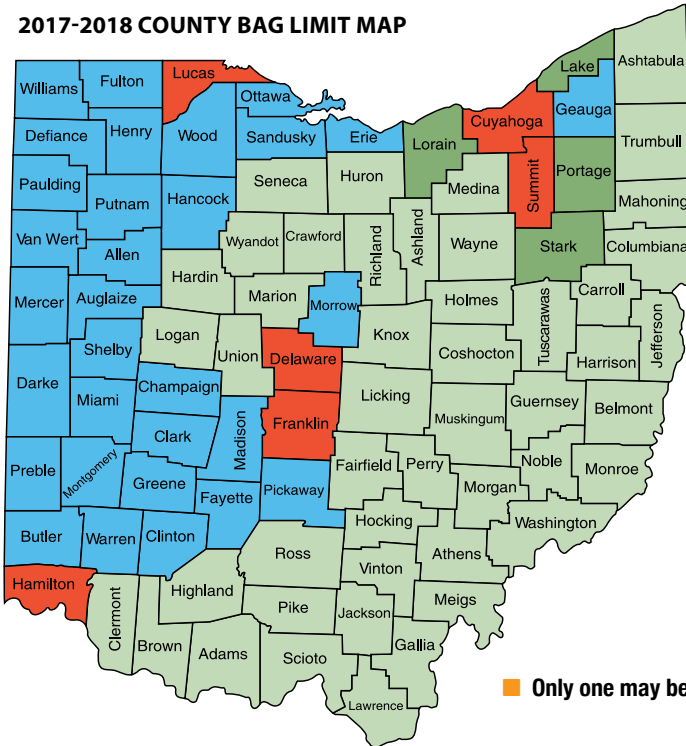 2017-2018 COUNTY BAG LIMIT MAP
Williams
Fulton
Lucas
Ottawa
Lake
Ashtabula
Geauga
Cuyahoga
Defiance
Henry
Wood
Sandusky
Erie
Lorain
Trumbull
Paulding
Putnam
Hancock
Seneca
Huron
Medina
Summit
Portage
Mahoning
Van Wert
Allen
Wyandot
Crawford
Richland
Ashland
Wayne
Stark
Columbiana
Mercer
Auglaize
Hardin
Marion
Morrow
Holmes
Tuscarawas
Carroll
Jefferson
Shelby
Logan
Union
Delaware
Knox
Coshocton
Harrison
Darke
Miami
Champaign
Licking
Muskingum
Guernsey
Belmont
Clark
Madison
Franklin
Preble
Montgomery
Greene
Fayette
Pickaway
Fairfield
Perry
Morgan
Noble
Monroe
Butler
Warren
Clinton
Hocking
Washington
Ross
Vinton
Athens
Hamilton
Clermont
Highland
Pike
Jackson
Meigs
Brown
Adams
Scioto
Gallia
Lawrence
Only one may be